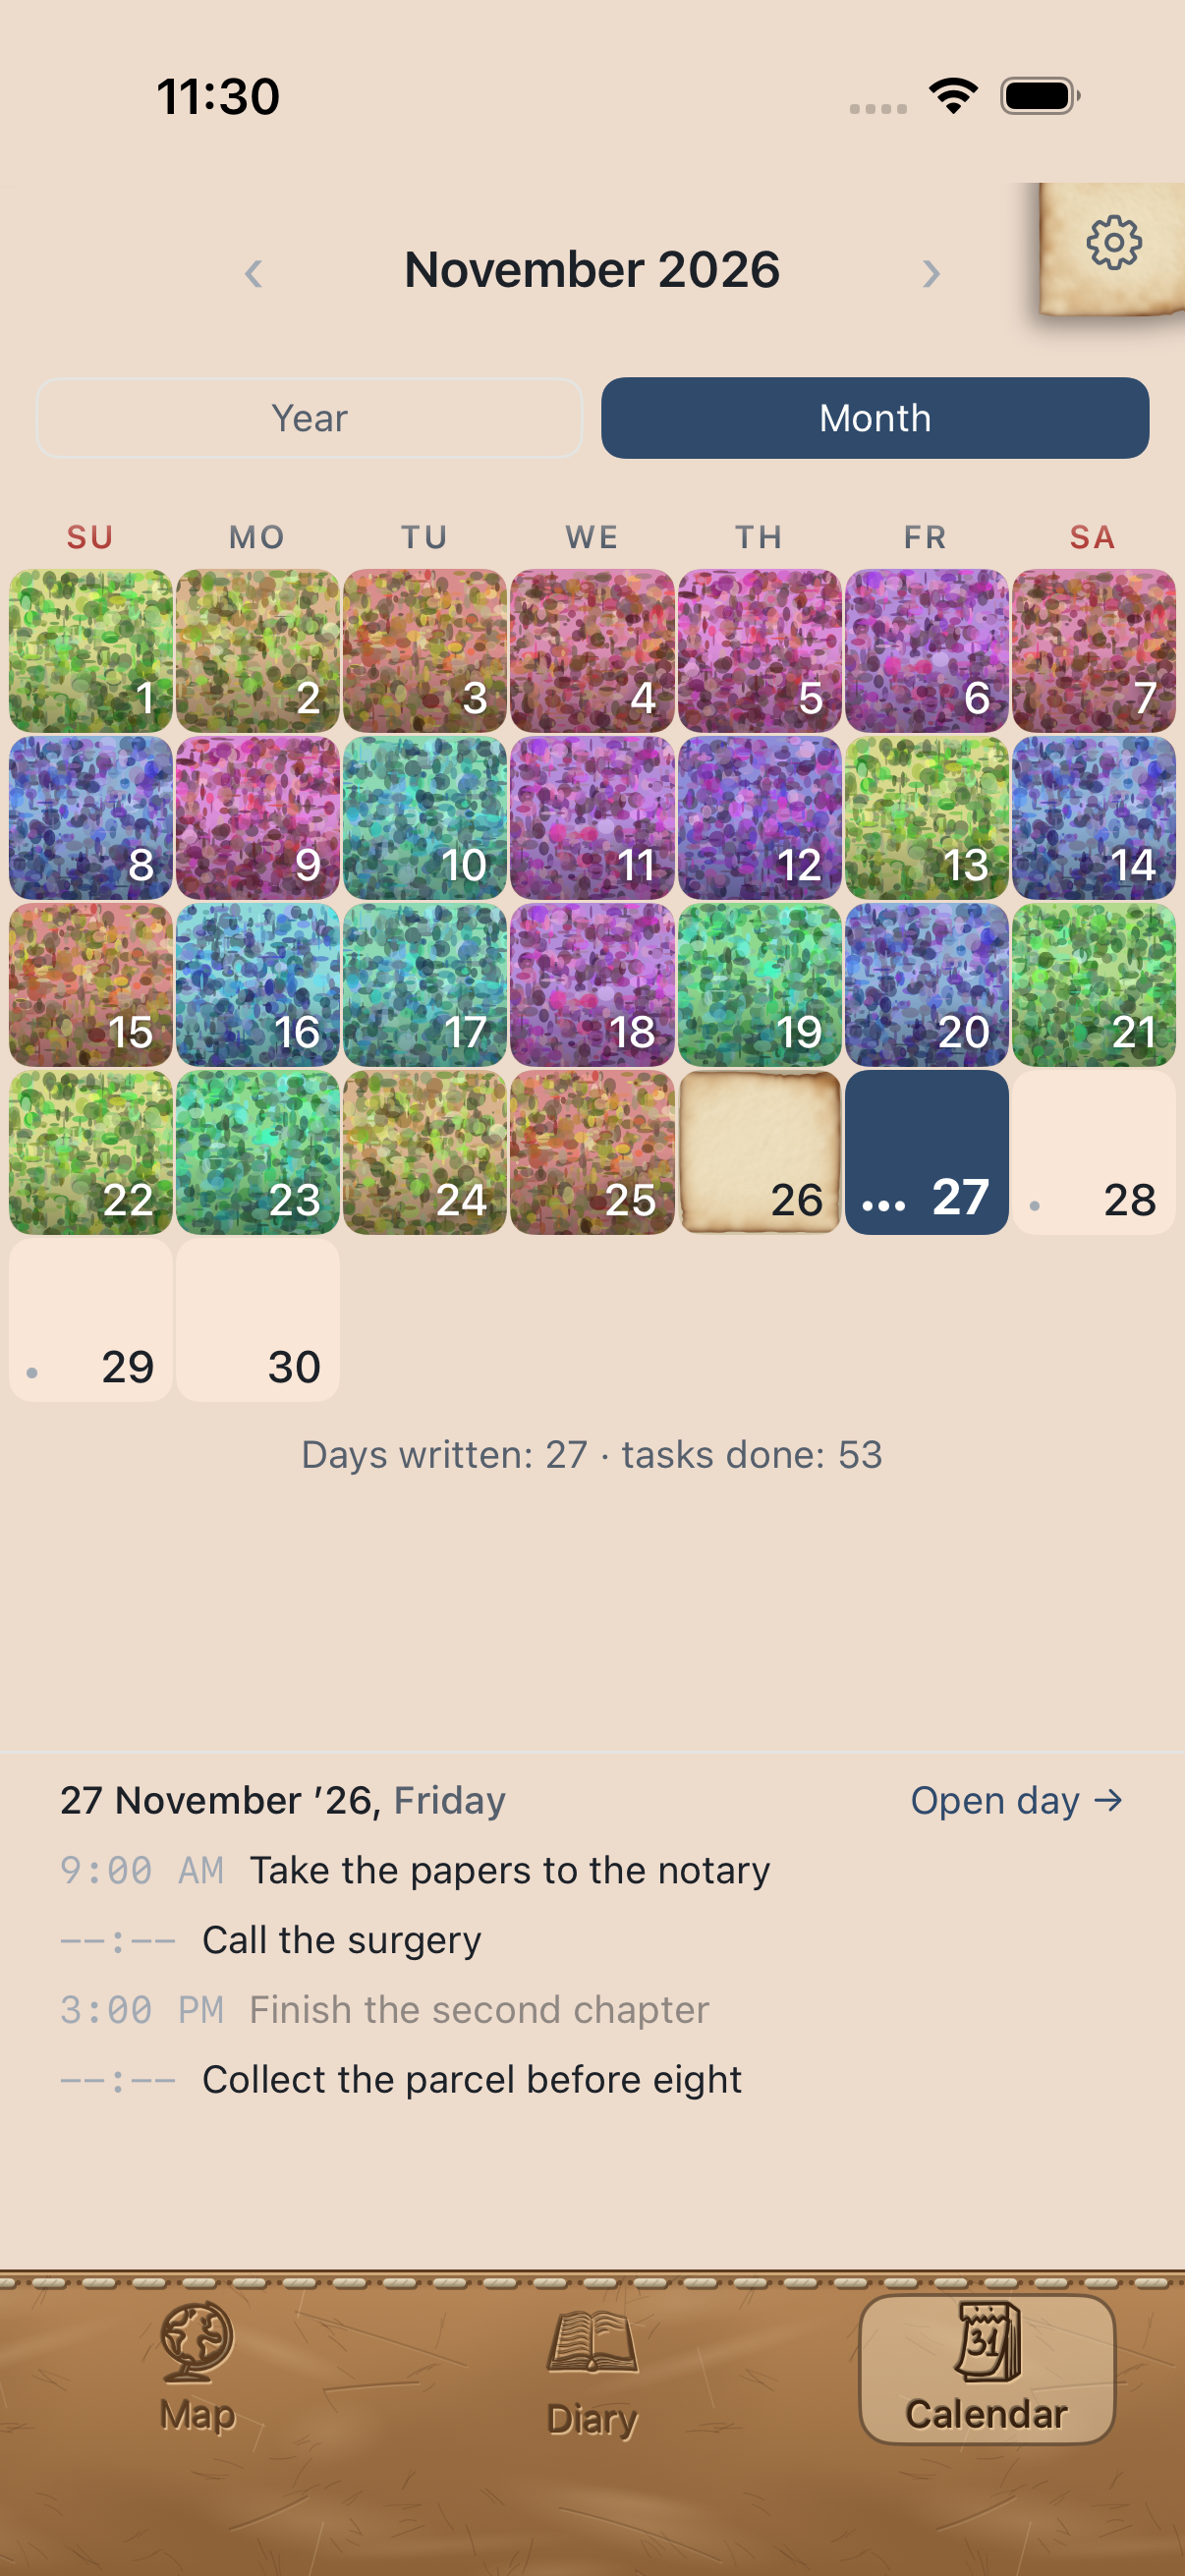 11:30
‹ November 2026 ›
Year Month
SU MO TU WE TH FR SA
1 2 3 4 5 6 7
8 9 10 11 12 13 14
15 16 17 18 19 20 21
22 23 24 25 26 ••• 27 • 28
• 29 30
Days written: 27 · tasks done: 53
27 November ’26, Friday Open day →
9:00 AM Take the papers to the notary
––:–– Call the surgery
3:00 PM Finish the second chapter
––:–– Collect the parcel before eight
31
Map Diary Calendar